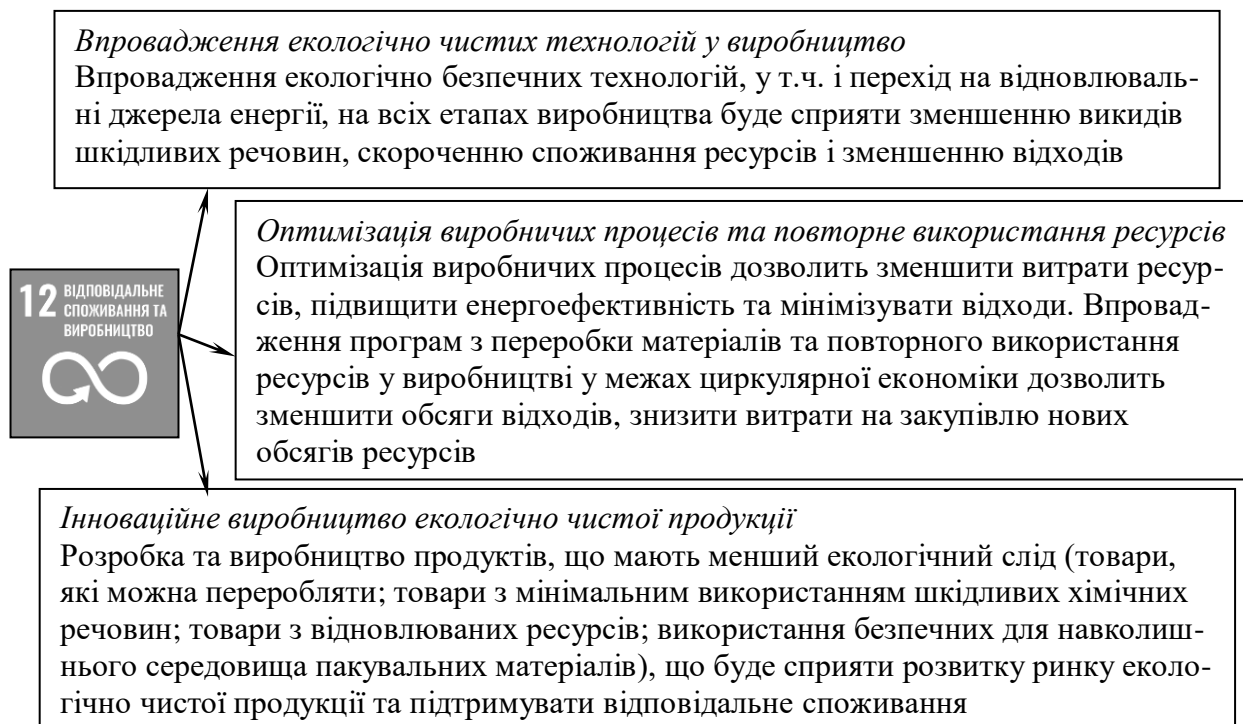 Впровадження екологічно чистих технологій у виробництво
Впровадження екологічно безпечних технологій, у т.ч. і перехід на відновлюваль-
ні джерела енергії, на всіх етапах виробництва буде сприяти зменшенню викидів
шкідливих речовин, скороченню споживання ресурсів і зменшенню відходів
Оптимізація виробничих процесів та повторне використання ресурсів
Оптимізація виробничих процесів дозволить зменшити витрати ресур-
сів, підвищити енергоефективність та мінімізувати відходи. Впровад-
ження програм з переробки матеріалів та повторного використання
ресурсів у виробництві у межах циркулярної економіки дозволить
зменшити обсяги відходів, знизити витрати на закупівлю нових
обсягів ресурсів
12 ВІДПОВІДАЛЬНЕ
СПОЖИВАННЯ ТА
ВИРОБНИЦТВО
Інноваційне виробництво екологічно чистої продукції
Розробка та виробництво продуктів, що мають менший екологічний слід (товари,
які можна переробляти; товари з мінімальним використанням шкідливих хімічних
речовин; товари з відновлюваних ресурсів; використання безпечних для навколиш-
нього середовища пакувальних матеріалів), що буде сприяти розвитку ринку еколо-
гічно чистої продукції та підтримувати відповідальне споживання